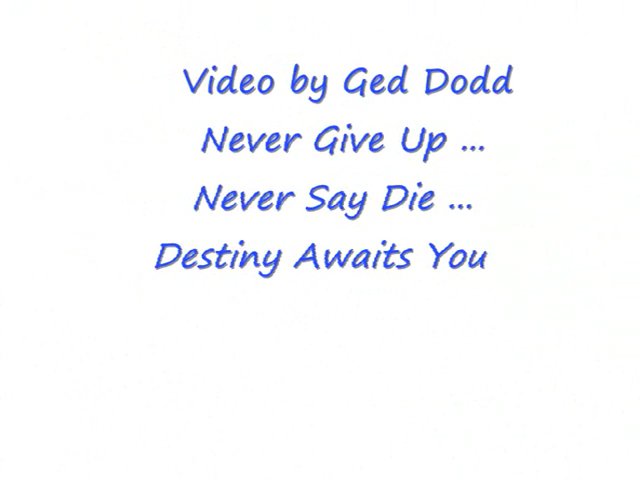 Video by Ged Dodd
Never Give Up ...
Never Say Die ...
Destiny Awaits You